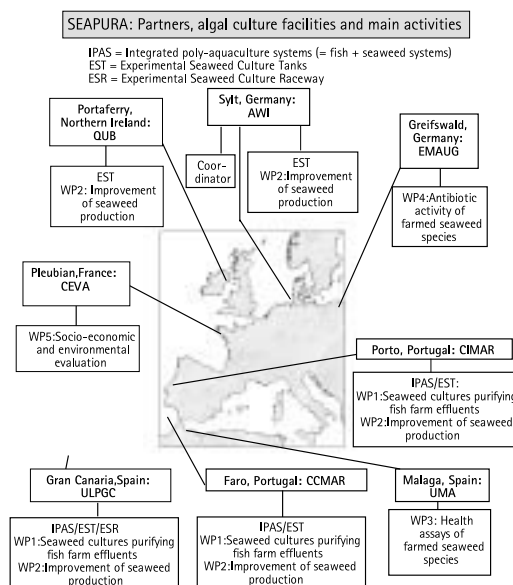 SEAPURA: Partners, algal culture facilities and main activities
IPAS = Integrated poly-aquaculture systems (= fish + seaweed systems)
EST = Experimental Seaweed Culture Tanks
ESR = Experimental Seaweed Culture Raceway
Portaferry,
Northern Ireland:
QUB
EST
WP2: Improvement
of seaweed
production
Sylt, Germany:
AWI
Coor-
dinator
EST
WP2:Improvement
of seaweed
production
Greifswald,
Germany:
EMAUG
WP4:Antibiotic
activity of
farmed seaweed
species
Pleubian,France:
CEVA
WP5:Socio-economic
and environmental
evaluation
Porto, Portugal: CIMAR
IPAS/EST:
WP1:Seaweed cultures purifying
fish farm effluents
WP2:Improvement of seaweed
production
Gran Canaria,Spain:
ULPGC
IPAS/EST/ESR
WP1:Seaweed cultures purifying
fish farm effluents
WP2:Improvement of seaweed
production
Faro, Portugal: CCMAR
IPAS/EST
WP1:Seaweed cultures purifying
fish farm effluents
WP2:Improvement of seaweed
production
Malaga, Spain:
UMA
WP3: Health
assays of
farmed seaweed
species